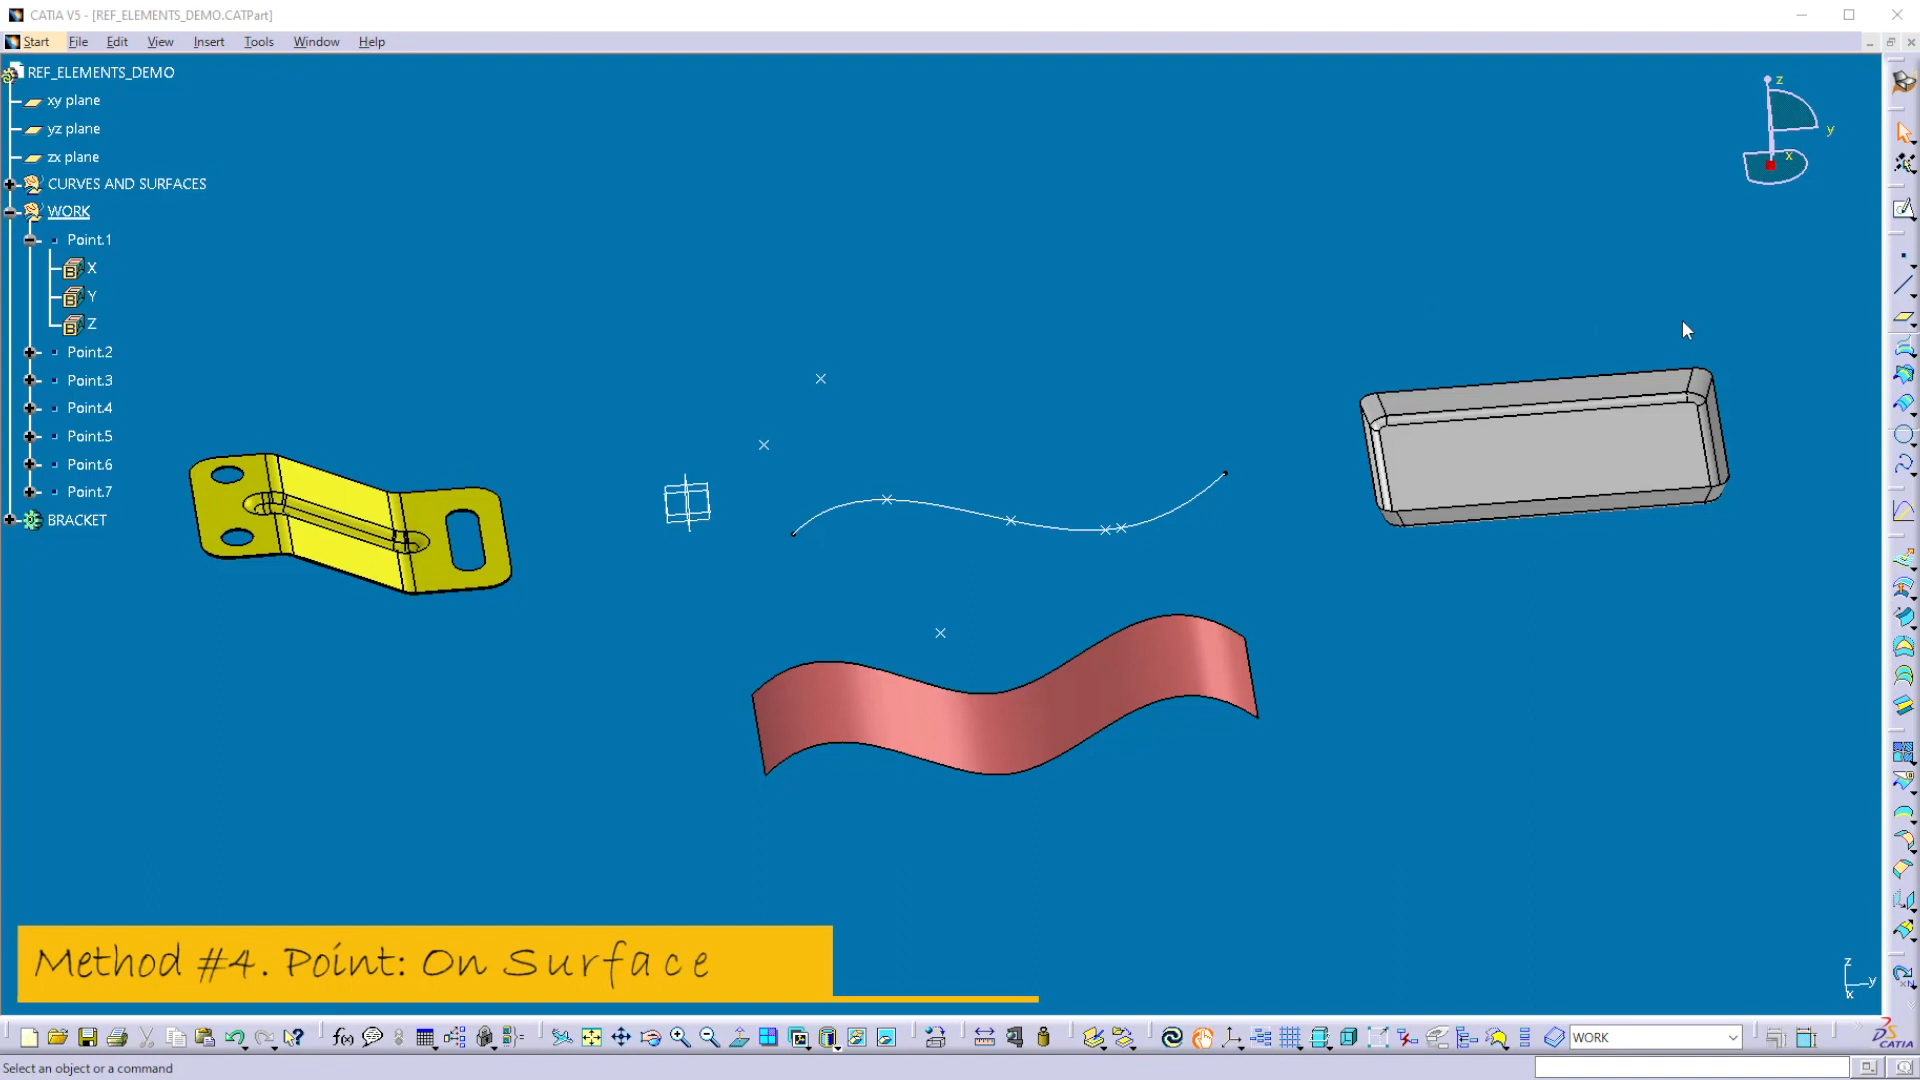 CATIA V5 - [REF_ELEMENTS_DEMO.CATPart]
Start File Edit View Insert Tools Window Help
REF_ELEMENTS_DEMO
xy plane
yz plane
zx plane
CURVES AND SURFACES
WORK
Point.1
X
Y
Z
Point.2
Point.3
Point.4
Point.5
Point.6
Point.7
BRACKET
z
y
x
Method #4. Point: On Surface
z
y
x
WORK
CATIA
Select an object or a command